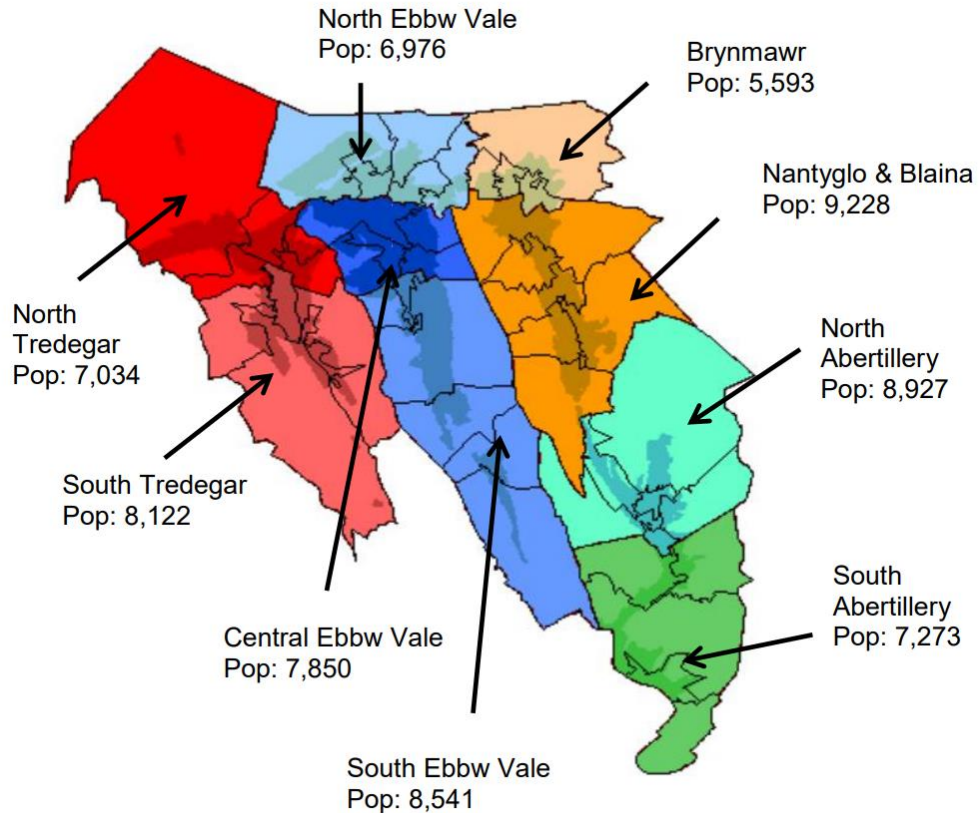 North Ebbw Vale
Pop: 6,976
Brynmawr
Pop: 5,593
Nantyglo & Blaina
Pop: 9,228
North
Tredegar
Pop: 7,034
North
Abertillery
Pop: 8,927
South Tredegar
Pop: 8,122
South
Abertillery
Pop: 7,273
Central Ebbw Vale
Pop: 7,850
South Ebbw Vale
Pop: 8,541